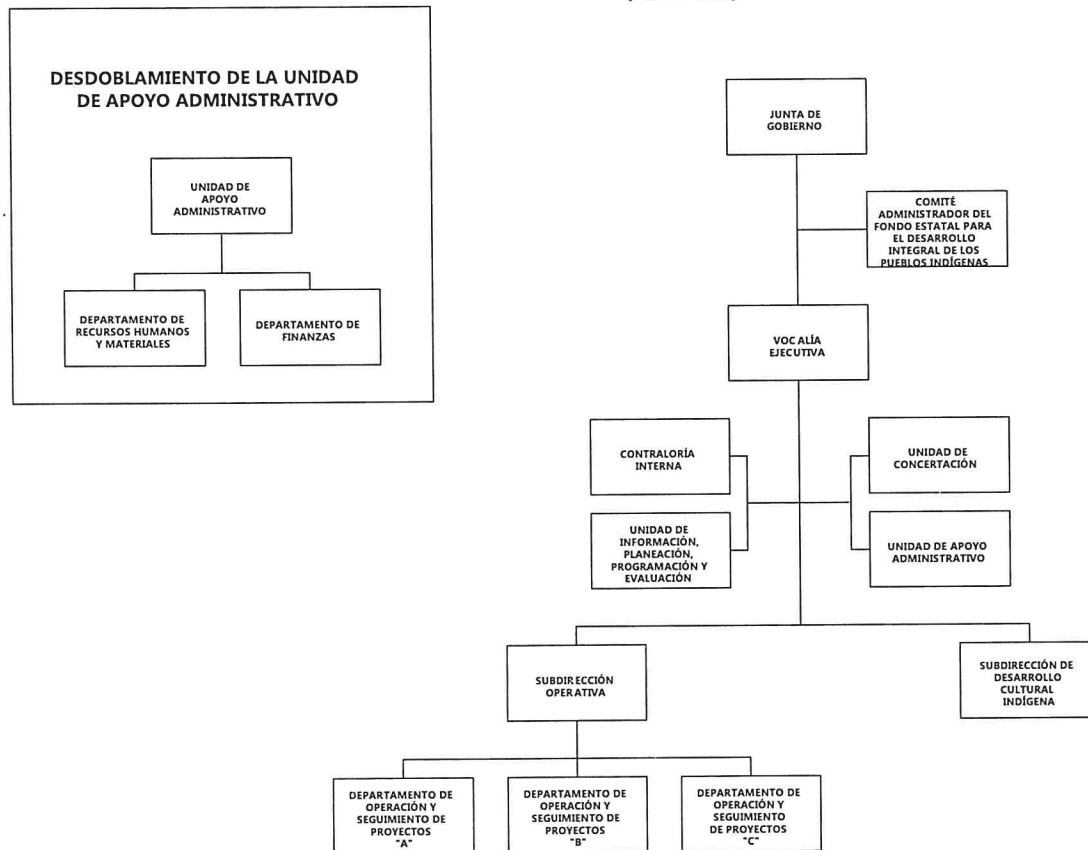 DESDOBLAMIENTO DE LA UNIDAD
DE APOYO ADMINISTRATIVO
UNIDAD DE
APOYO
ADMINISTRATIVO
DEPARTAMENTO DE
RECURSOS HUMANOS
Y MATERIALES
DEPARTAMENTO DE
FINANZAS
JUNTA DE
GOBIERNO
COMITÉ
ADMINISTRADOR DEL
FONDO ESTATAL PARA
EL DESARROLLO
INTEGRAL DE LOS
PUEBLOS INDÍGENAS
VOCALÍA
EJECUTIVA
CONTRALORÍA
INTERNA
UNIDAD DE
CONCERTACIÓN
UNIDAD DE
INFORMACIÓN,
PLANEACIÓN,
PROGRAMACIÓN Y
EVALUACIÓN
UNIDAD DE APOYO
ADMINISTRATIVO
SUBDIRECCIÓN
OPERATIVA
SUBDIRECCIÓN DE
DESARROLLO
CULTURAL
INDÍGENA
DEPARTAMENTO DE
OPERACIÓN Y
SEGUIMIENTO DE
PROYECTOS
"A"
DEPARTAMENTO DE
OPERACIÓN Y
SEGUIMIENTO DE
PROYECTOS
"B"
DEPARTAMENTO DE
OPERACIÓN Y
SEGUIMIENTO
DE PROYECTOS
"C"